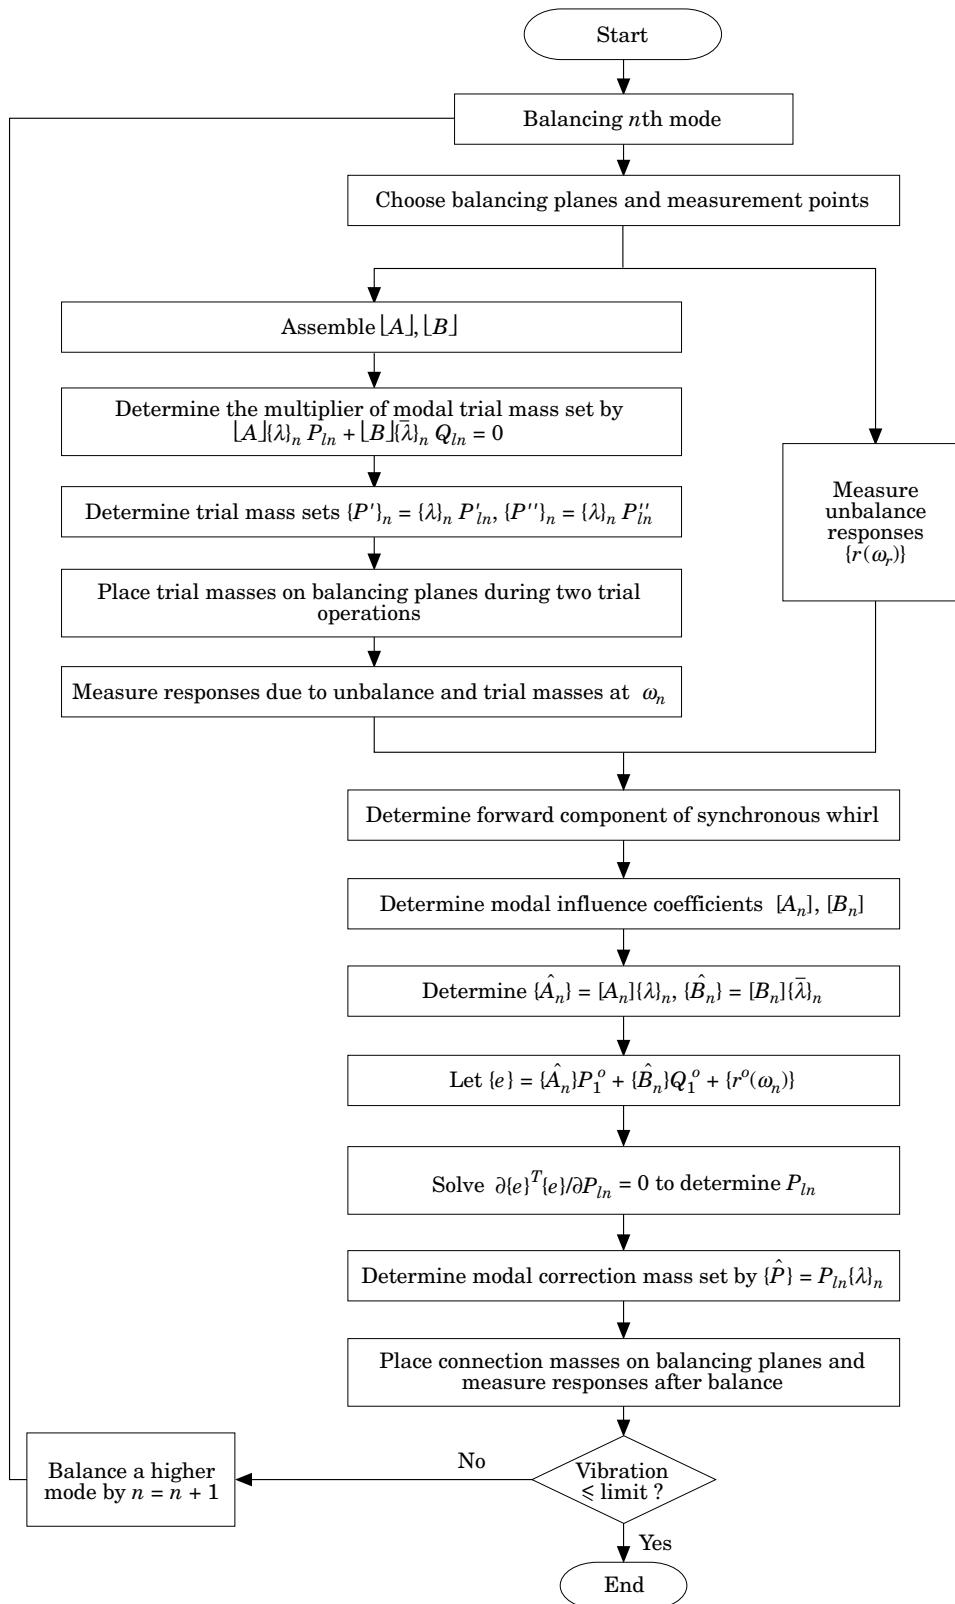 Start
Balancing nth mode
Choose balancing planes and measurement points
Assemble ⌊A⌋, ⌊B⌋
Determine the multiplier of modal trial mass set by
⌊A⌋{λ}ₙ Pₗₙ + ⌊B⌋{λ̄}ₙ Qₗₙ = 0
Determine trial mass sets {P'}ₙ = {λ}ₙ P'ₗₙ, {P''}ₙ = {λ}ₙ P''ₗₙ
Place trial masses on balancing planes during two trial
operations
Measure responses due to unbalance and trial masses at ωₙ
Measure
unbalance
responses
{r(ωᵣ)}
Determine forward component of synchronous whirl
Determine modal influence coefficients [Aₙ], [Bₙ]
Determine {Âₙ} = [Aₙ]{λ}ₙ, {B̂ₙ} = [Bₙ]{λ̄}ₙ
Let {e} = {Âₙ}P₁ᵒ + {B̂ₙ}Q₁ᵒ + {rᵒ(ωₙ)}
Solve ∂{e}ᵀ{e}/∂Pₗₙ = 0 to determine Pₗₙ
Determine modal correction mass set by {P̂} = Pₗₙ{λ}ₙ
Place connection masses on balancing planes and
measure responses after balance
Vibration
⩽ limit ?
No
Balance a higher
mode by n = n + 1
Yes
End